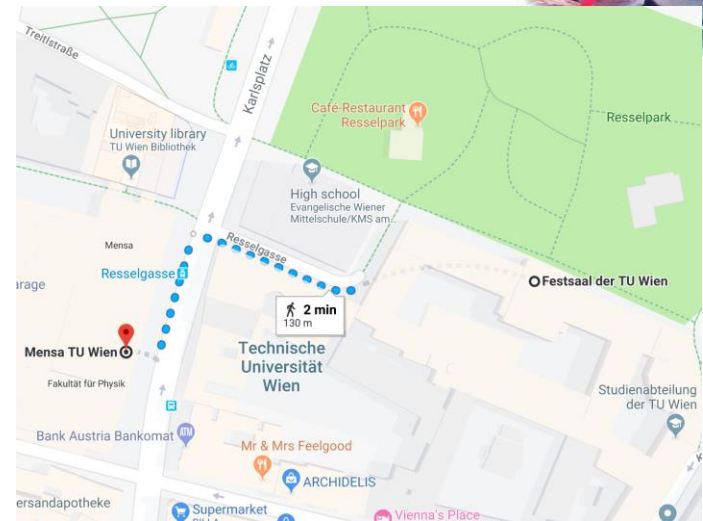 Treitlstraße
Karlsplatz
University library
TU Wien Bibliothek
Café-Restaurant
Resselpark
Resselpark
High school
Evangelische Wiener
Mittelschule/KMS am...
Mensa
Resselgasse
Resselgasse
arage
Festsaal der TU Wien
2 min
130 m
Mensa TU Wien
Technische
Universität
Wien
Fakultät für Physik
Studienabteilung
der TU Wien
Bank Austria Bankomat
ATM
Mr & Mrs Feelgood
ARCHIDELIS
ersandapotheke
Supermarket
Vienna's Place
K